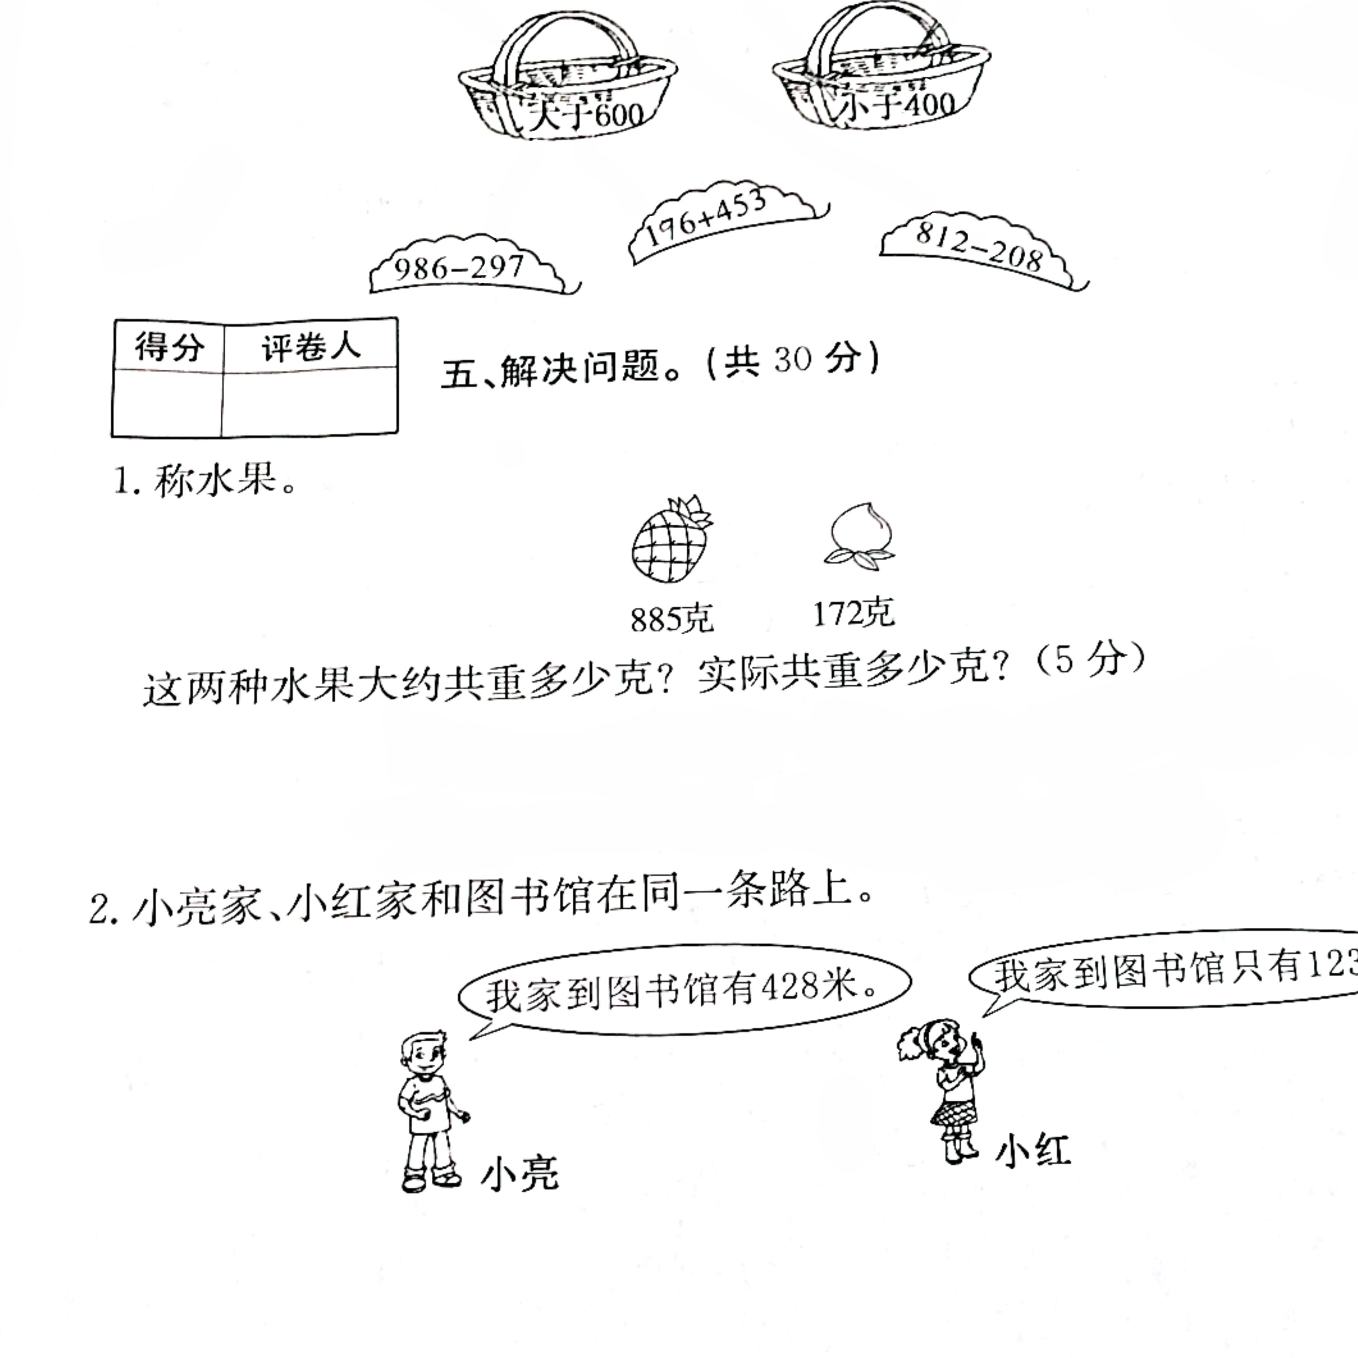 大于600 小于400
986-297 196+453 812-208
得分 评卷人
五、解决问题。(共 30 分)
1. 称水果。
885克 172克
这两种水果大约共重多少克? 实际共重多少克?(5 分)
2. 小亮家、小红家和图书馆在同一条路上。
我家到图书馆有428米。 我家到图书馆只有123
小亮 小红